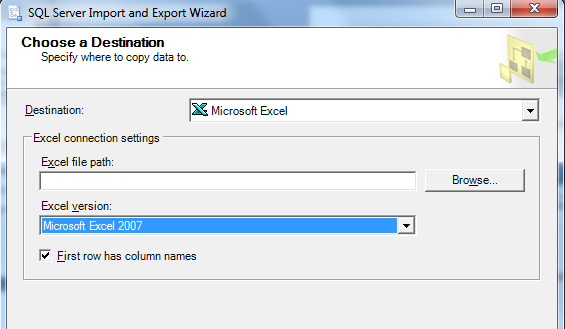 SQL Server Import and Export Wizard
Choose a Destination
Specify where to copy data to.
Destination:
Microsoft Excel
Excel connection settings
Excel file path:
Browse...
Excel version:
Microsoft Excel 2007
First row has column names